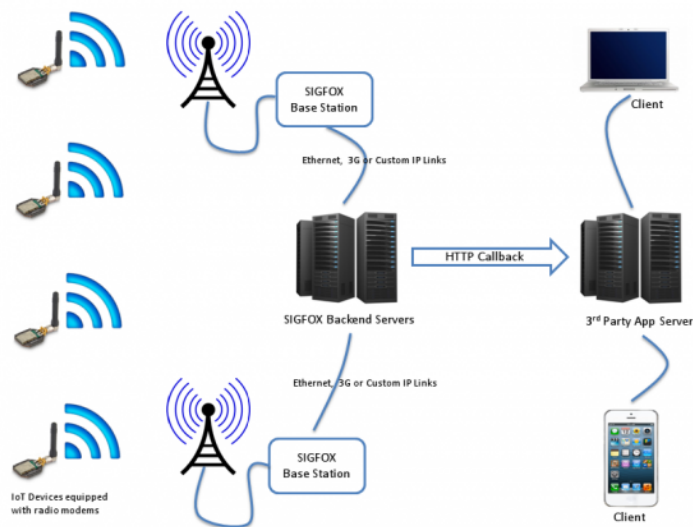 SIGFOX
Base Station
Client
Ethernet, 3G or Custom IP Links
HTTP Callback
SIGFOX Backend Servers
3rd Party App Server
Ethernet, 3G or Custom IP Links
SIGFOX
Base Station
IoT Devices equipped
with radio modems
Client